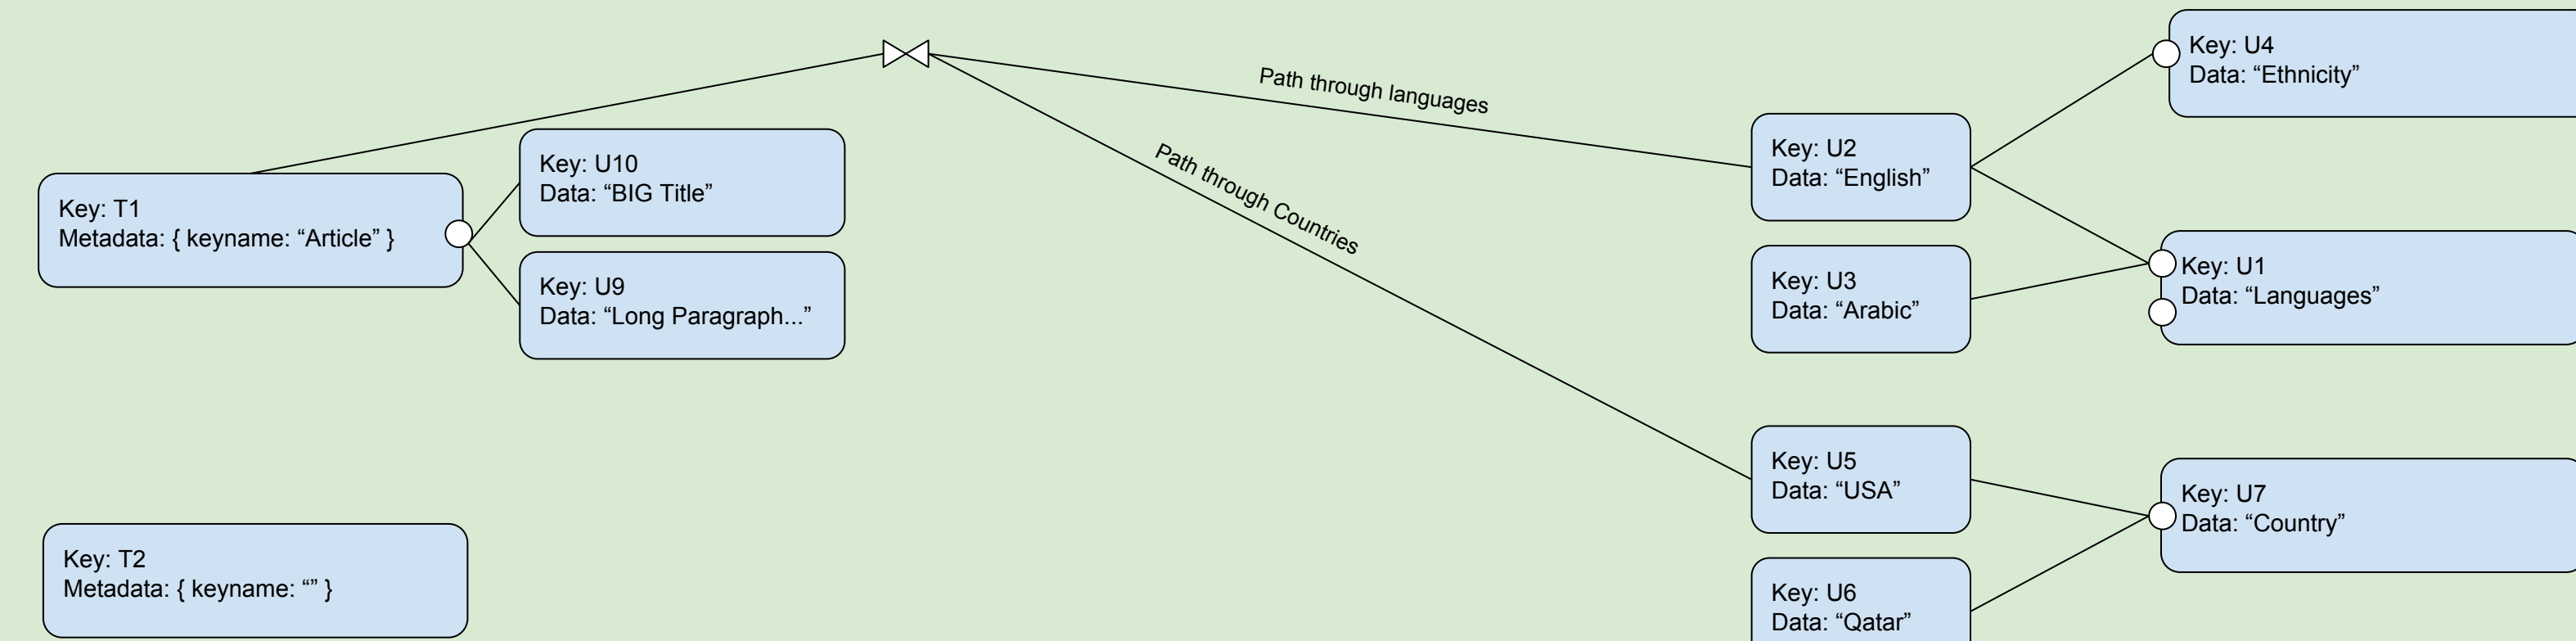 Key: U4
Data: “Ethnicity”
Path through languages
Key: U2
Data: “English”
Key: U10
Data: “BIG Title”
Path through Countries
Key: T1
Metadata: { keyname: “Article” }
Key: U9
Data: “Long Paragraph...”
Key: U3
Data: “Arabic”
Key: U1
Data: “Languages”
Key: U5
Data: “USA”
Key: U7
Data: “Country”
Key: T2
Metadata: { keyname: “” }
Key: U6
Data: “Qatar”